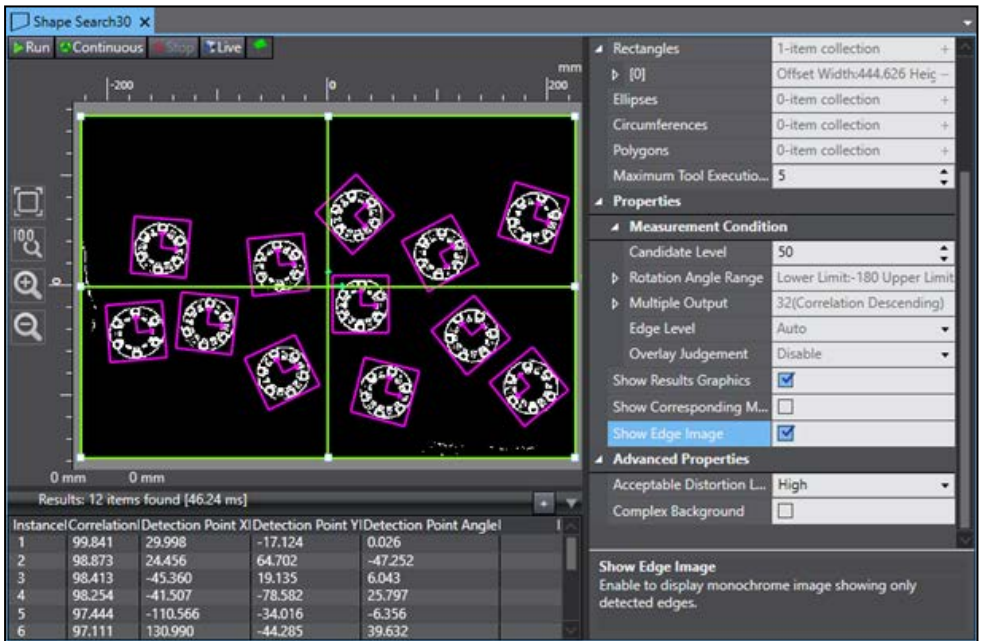 Shape Search30 ×
Run Continuous Stop Live
mm
-200 0 200
100
0
0 mm 0 mm
Results: 12 items found [46.24 ms]
Instance Correlation Detection Point X Detection Point Y Detection Point Angle
1 99.841 29.998 -17.124 0.026
2 98.873 24.456 64.702 -47.252
3 98.413 -45.360 19.135 6.043
4 98.254 -41.507 -78.582 25.797
5 97.444 -110.566 -34.016 -6.356
6 97.111 130.990 -44.285 39.632
Rectangles 1-item collection +
[0] Offset Width:444.626 Heig −
Ellipses 0-item collection +
Circumferences 0-item collection +
Polygons 0-item collection +
Maximum Tool Executio... 5
Properties
Measurement Condition
Candidate Level 50
Rotation Angle Range Lower Limit:-180 Upper Limit
Multiple Output 32(Correlation Descending)
Edge Level Auto
Overlay Judgement Disable
Show Results Graphics
Show Corresponding M...
Show Edge Image
Advanced Properties
Acceptable Distortion L... High
Complex Background
Show Edge Image
Enable to display monochrome image showing only
detected edges.